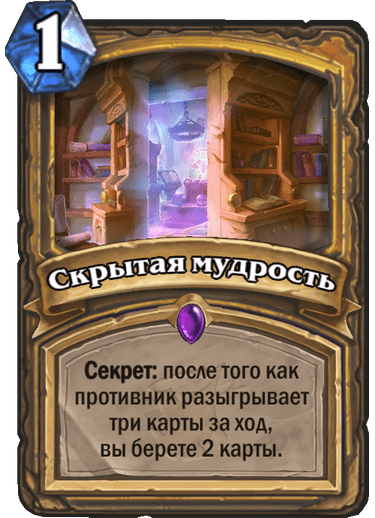 1
Скрытая мудрость
Секрет: после того как
противник разыгрывает
три карты за ход,
вы берете 2 карты.